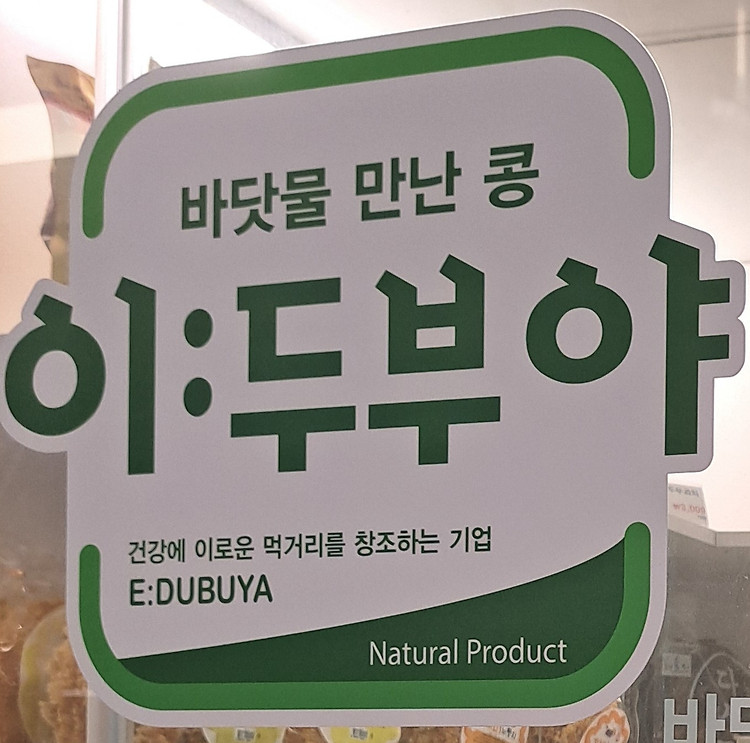 바닷물 만난 콩
이:두부야
건강에 이로운 먹거리를 창조하는 기업
E:DUBUYA
Natural Product